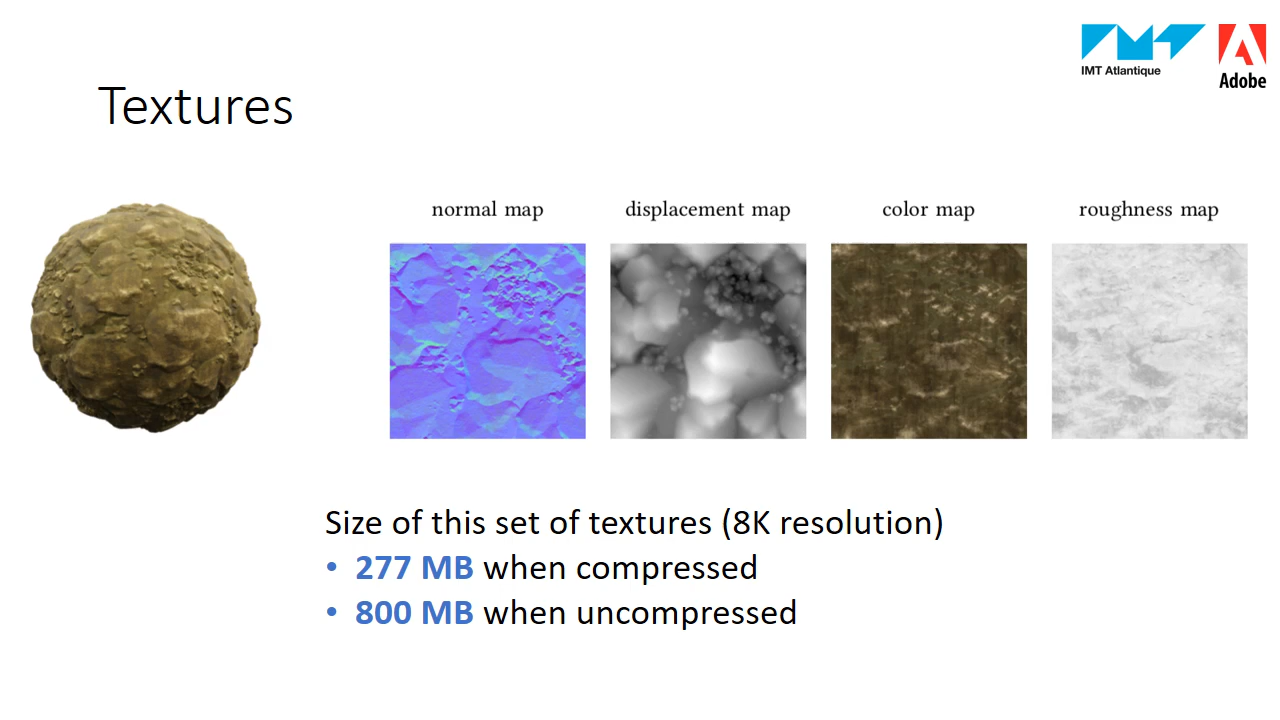 IMT Atlantique
Adobe
Textures
normal map
displacement map
color map
roughness map
Size of this set of textures (8K resolution)
• 277 MB when compressed
• 800 MB when uncompressed